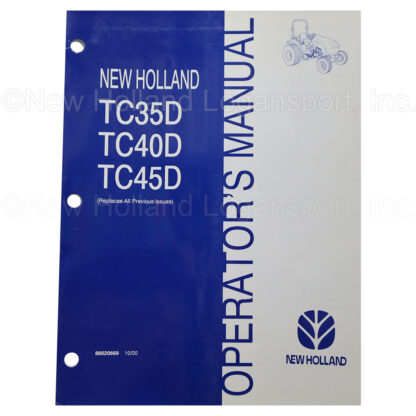 NEW HOLLAND
TC35D
TC40D
TC45D
(Replaces All Previous Issues)
86620669 10/00
OPERATOR'S MANUAL
NEW HOLLAND
©New Holland Logansport, Inc.
©New Holland Logansport, Inc.